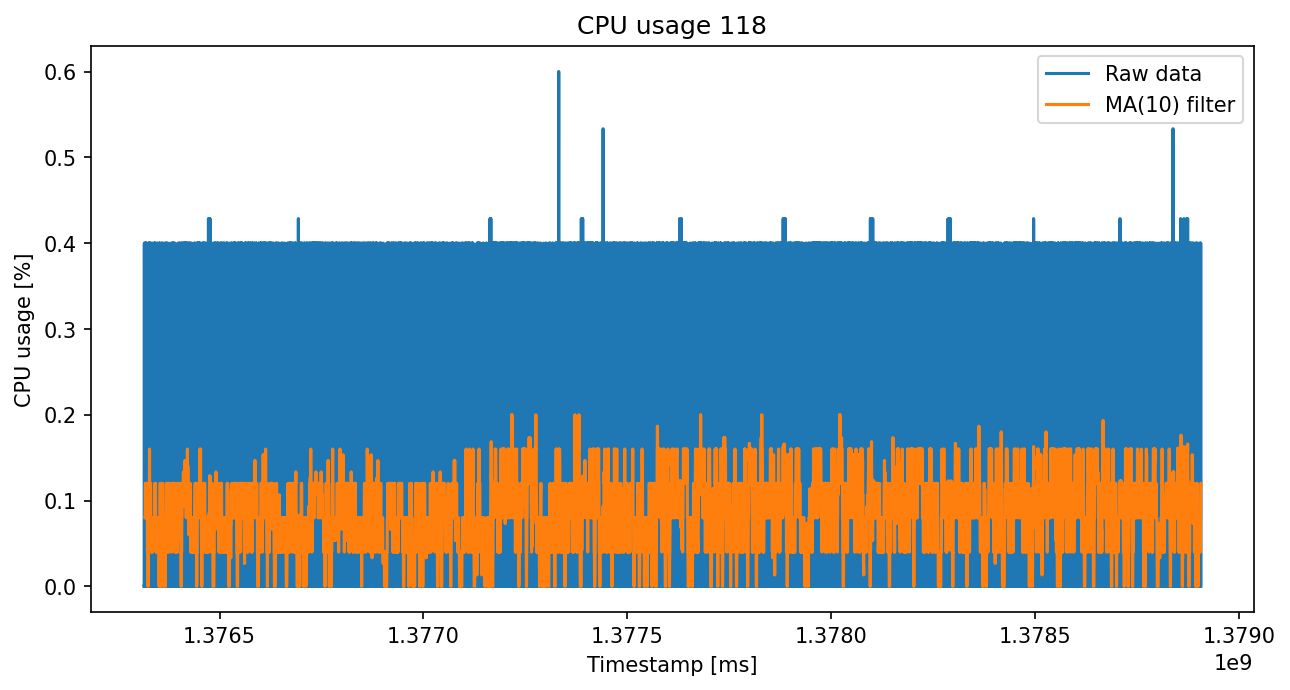 CPU usage 118
Raw data
MA(10) filter
CPU usage [%]
0.6
0.5
0.4
0.3
0.2
0.1
0.0
1.3765 1.3770 1.3775 1.3780 1.3785 1.3790
1e9
Timestamp [ms]